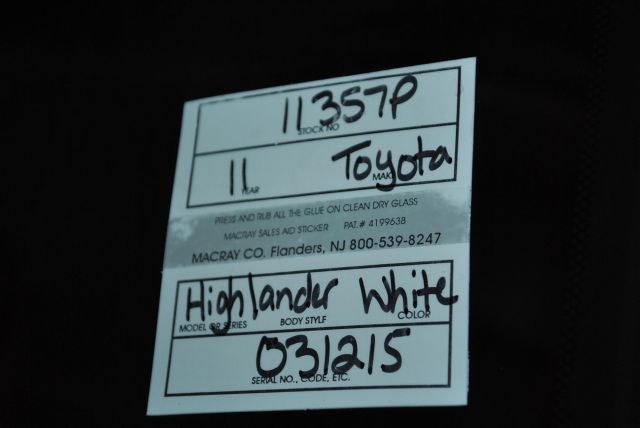 11357P
STOCK NO
11 Toyota
YEAR MAKE
PRESS AND RUB ALL THE GLUE ON CLEAN DRY GLASS
MACRAY SALES AID STICKER PAT.# 4199638
MACRAY CO. Flanders, NJ 800-539-8247
Highlander White
MODEL OR SERIES BODY STYLE COLOR
031215
SERIAL NO., CODE, ETC.